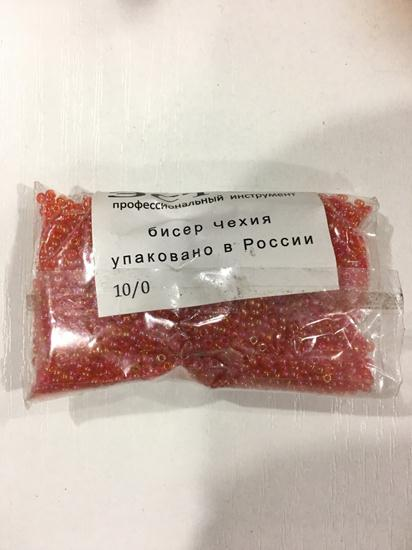 профессиональный инструмент
бисер Чехия
упаковано в России
10/0